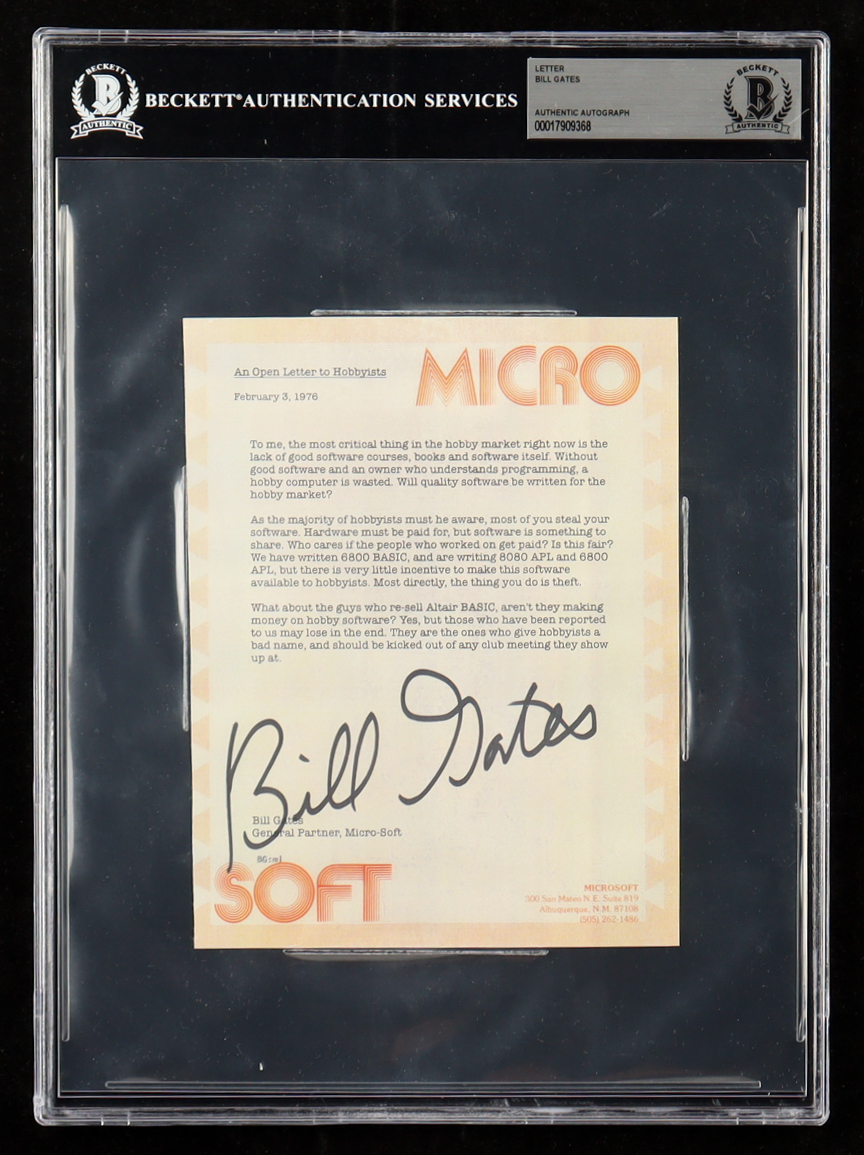 BECKETT
B
AUTHENTIC
BECKETT® AUTHENTICATION SERVICES
LETTER
BILL GATES
AUTHENTIC AUTOGRAPH
00017909368
BECKETT
B
AUTHENTIC
An Open Letter to Hobbyists
February 3, 1976
MICRO
To me, the most critical thing in the hobby market right now is the
lack of good software courses, books and software itself. Without
good software and an owner who understands programming, a
hobby computer is wasted. Will quality software be written for the
hobby market?
As the majority of hobbyists must he aware, most of you steal your
software. Hardware must be paid for, but software is something to
share. Who cares if the people who worked on get paid? Is this fair?
We have written 6800 BASIC, and are writing 8080 APL and 6800
APL, but there is very little incentive to make this software
available to hobbyists. Most directly, the thing you do is theft.
What about the guys who re-sell Altair BASIC, aren't they making
money on hobby software? Yes, but those who have been reported
to us may lose in the end. They are the ones who give hobbyists a
bad name, and should be kicked out of any club meeting they show
up at.
Bill Gates
Bill Gates
General Partner, Micro-Soft
SOFT
MICROSOFT
300 San Mateo N.E. Suite 819
Albuquerque, N.M. 87108
(505) 262-1486